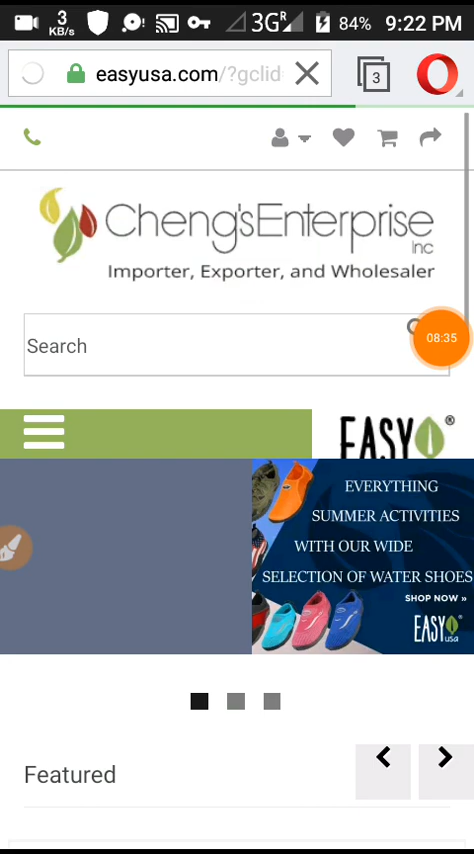 3
KB/s
3G R
84%
9:22 PM
easyusa.com/?gclid
3
Cheng'sEnterprise
Inc
Importer, Exporter, and Wholesaler
Search
08:35
EASY®
EVERYTHING
SUMMER ACTIVITIES
WITH OUR WIDE
SELECTION OF WATER SHOES
SHOP NOW »
EASY®
usa
Featured